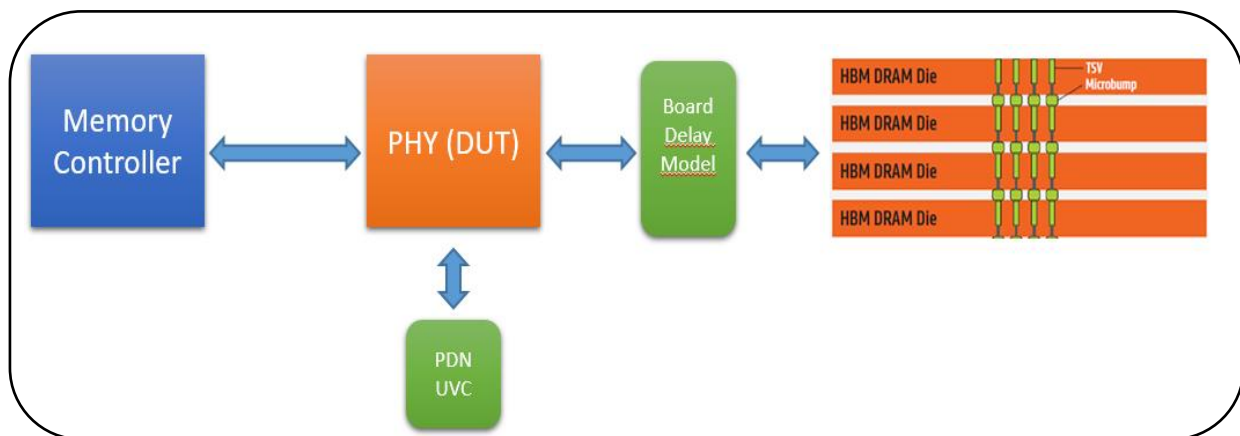 Memory
Controller
PHY (DUT)
Board
Delay
Model
HBM DRAM Die
TSV
Microbump
HBM DRAM Die
HBM DRAM Die
HBM DRAM Die
PDN
UVC